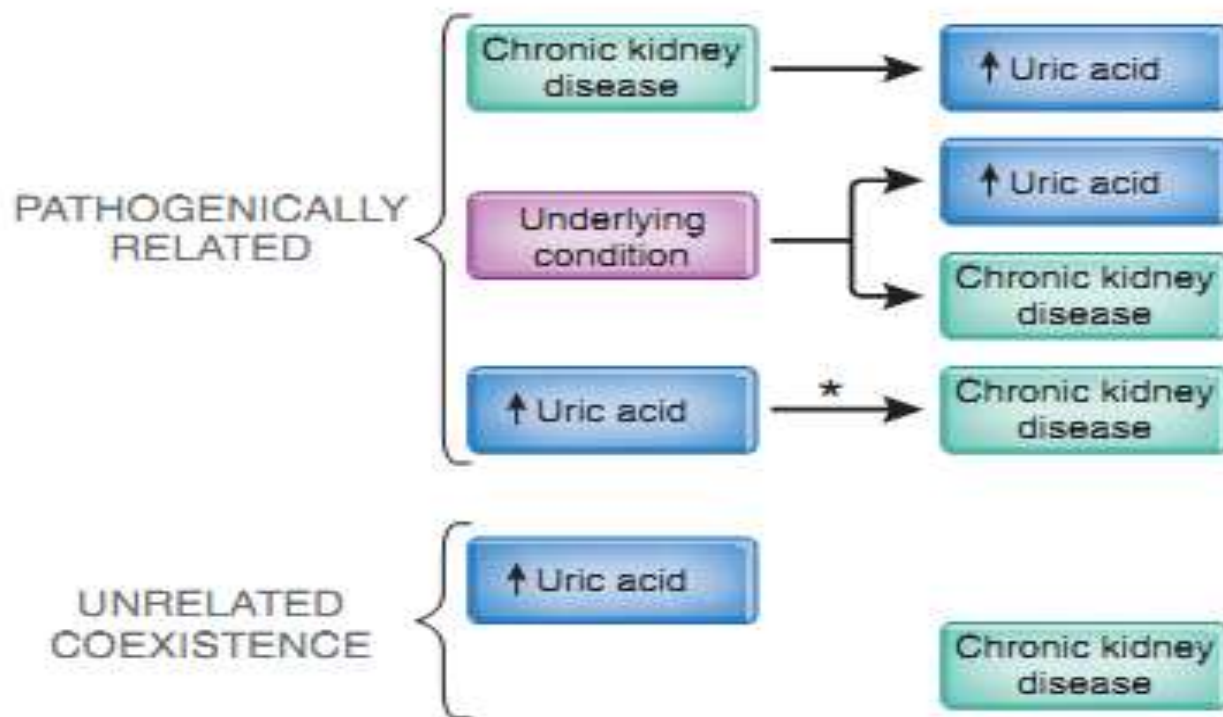 Chronic kidney
disease
↑ Uric acid
PATHOGENICALLY
RELATED
Underlying
condition
↑ Uric acid
Chronic kidney
disease
↑ Uric acid
*
Chronic kidney
disease
UNRELATED
COEXISTENCE
↑ Uric acid
Chronic kidney
disease